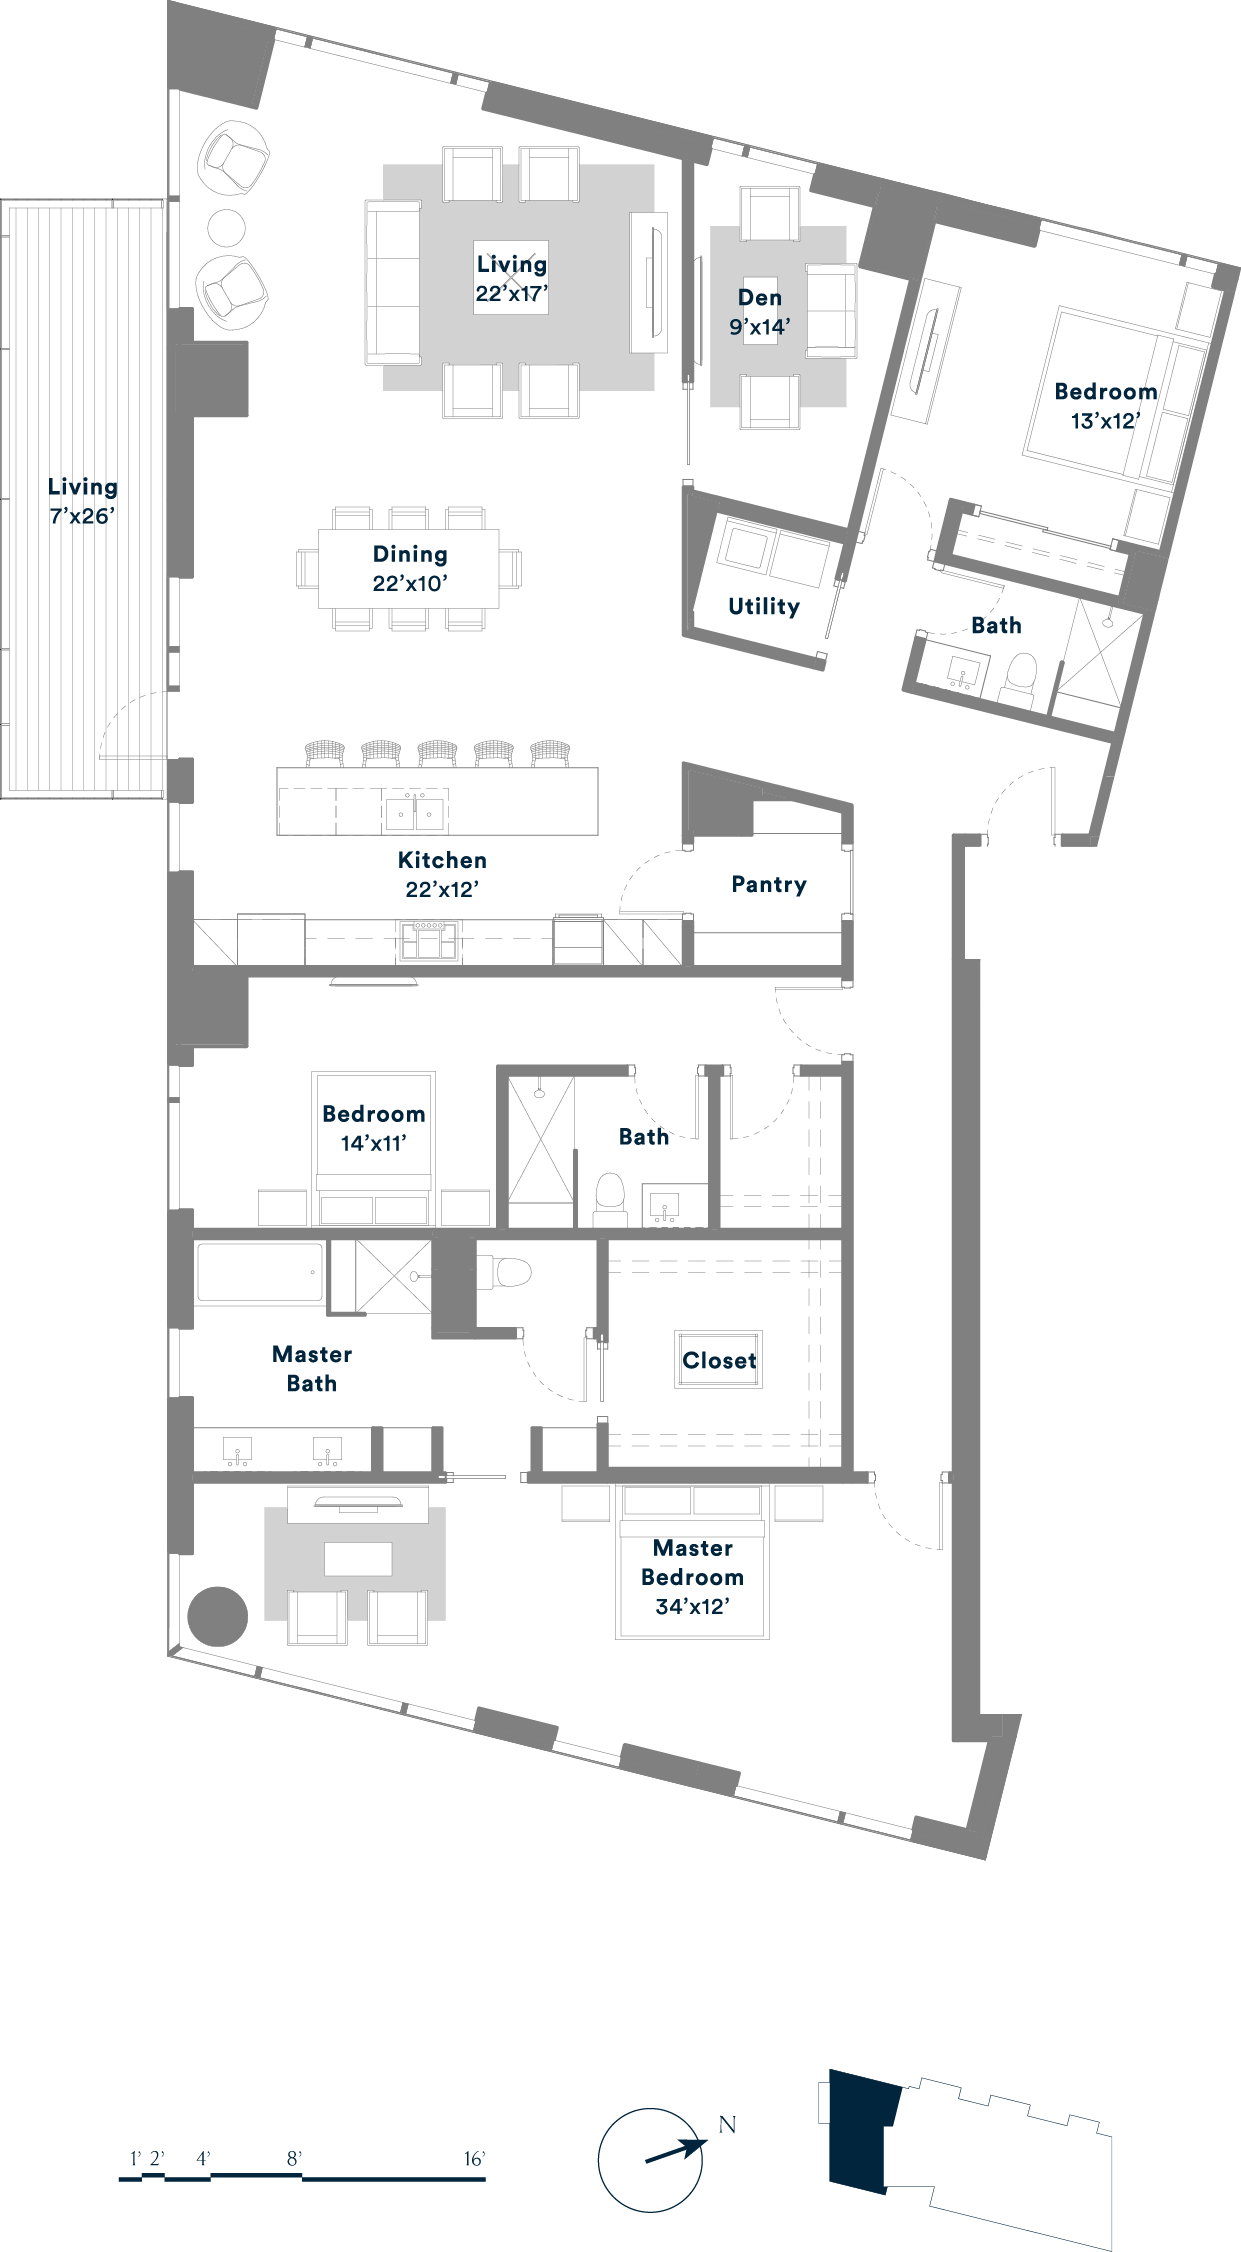 Living
22’x17’
Den
9’x14’
Bedroom
13’x12’
Living
7’x26’
Dining
22’x10’
Utility
Bath
Kitchen
22’x12’
Pantry
Bedroom
14’x11’
Bath
Master
Bath
Closet
Master
Bedroom
34’x12’
1’ 2’ 4’ 8’ 16’
N